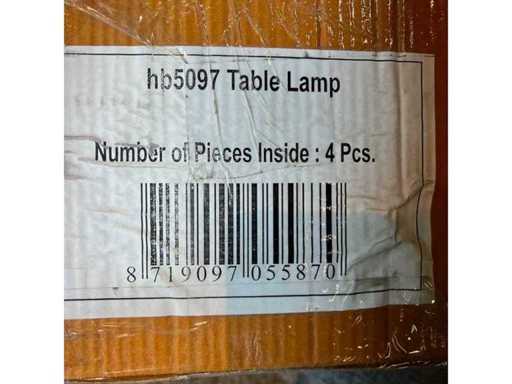 hb5097 Table Lamp
Number of Pieces Inside : 4 Pcs.
8 719097 055870